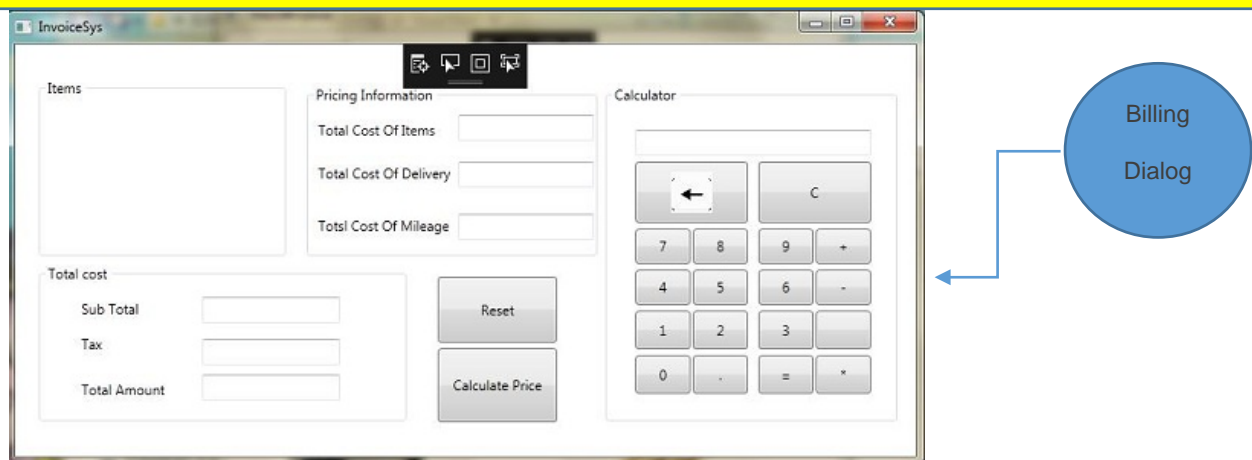 InvoiceSys
Items
Pricing Information
Total Cost Of Items
Total Cost Of Delivery
Totsl Cost Of Mileage
Total cost
Sub Total
Tax
Total Amount
Reset
Calculate Price
Calculator
C
7 8 9 +
4 5 6 -
1 2 3
0 . = *
Billing
Dialog